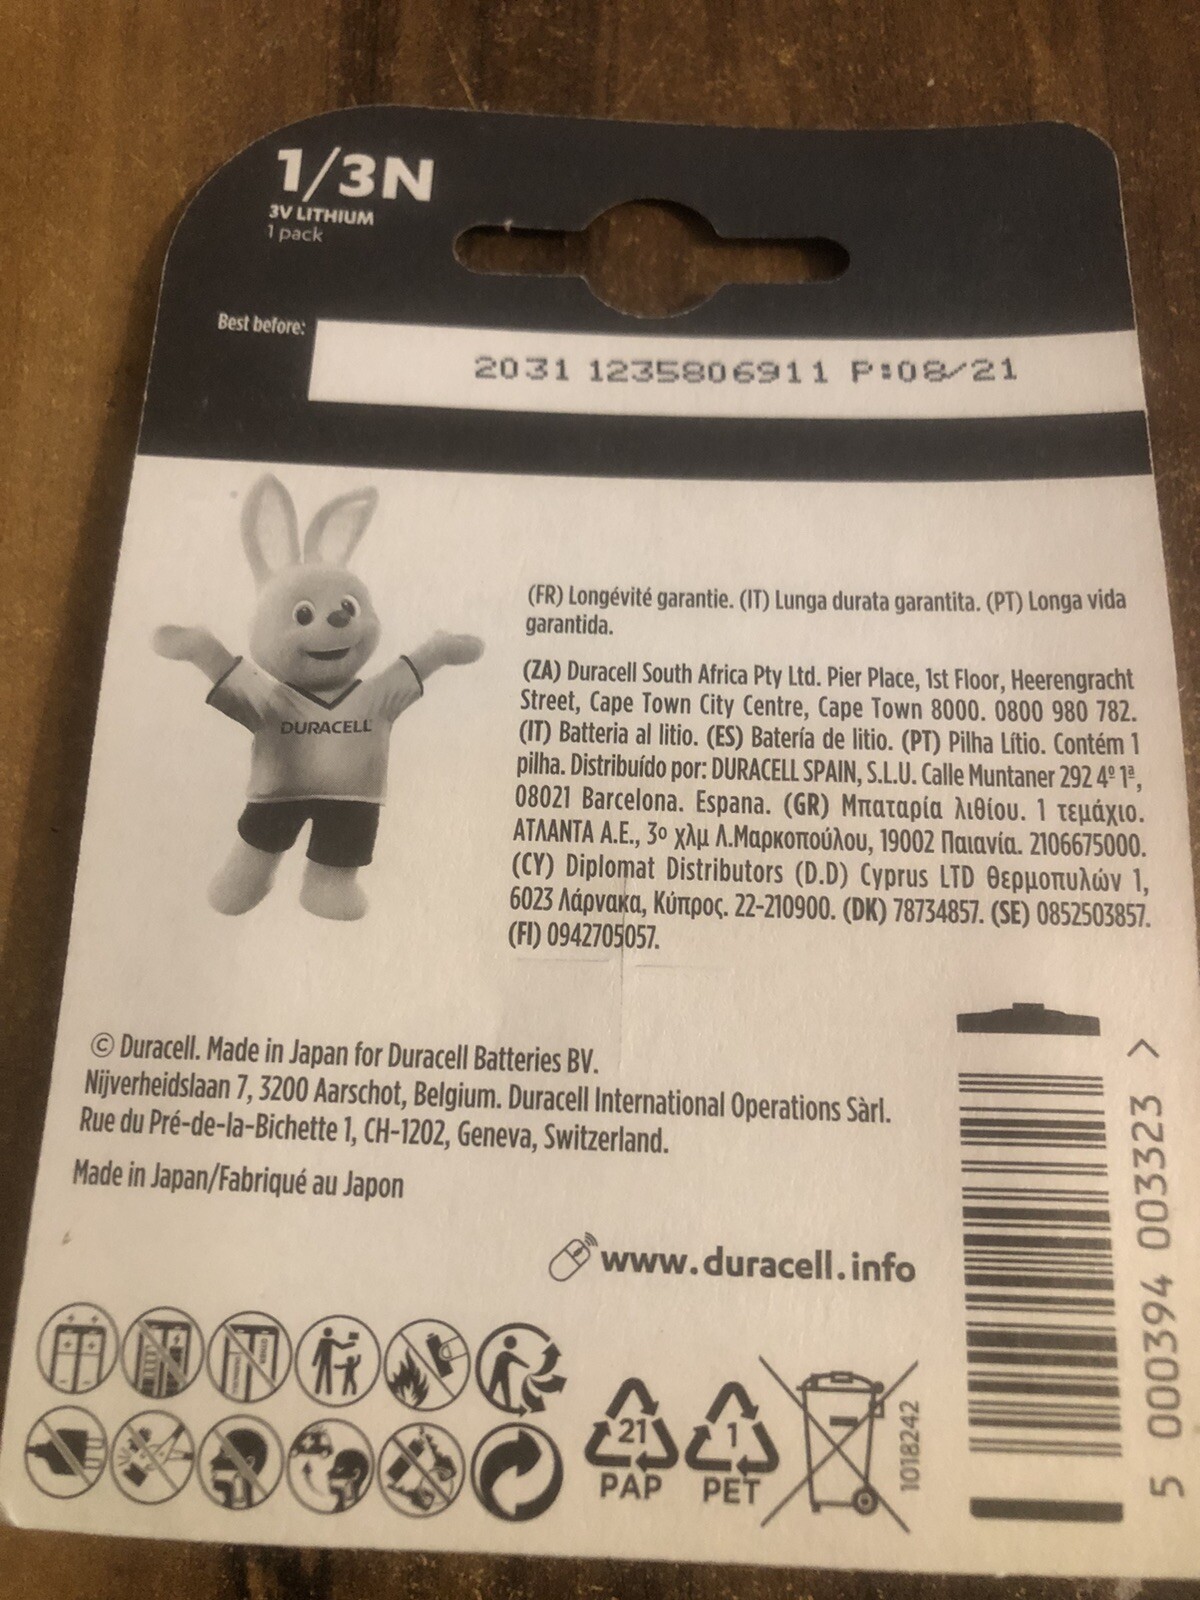 1/3N
3V LITHIUM
1 pack
Best before:
2031 1235806911 P:08/21
DURACELL
(FR) Longévité garantie. (IT) Lunga durata garantita. (PT) Longa vida
garantida.
(ZA) Duracell South Africa Pty Ltd. Pier Place, 1st Floor, Heerengracht
Street, Cape Town City Centre, Cape Town 8000. 0800 980 782.
(IT) Batteria al litio. (ES) Batería de litio. (PT) Pilha Lítio. Contém 1
pilha. Distribuído por: DURACELL SPAIN, S.L.U. Calle Muntaner 292 4º 1ª,
08021 Barcelona. Espana. (GR) Μπαταρία λιθίου. 1 τεμάχιο.
ΑΤΛΑΝΤΑ Α.Ε., 3ο χλμ Λ.Μαρκοπούλου, 19002 Παιανία. 2106675000.
(CY) Diplomat Distributors (D.D) Cyprus LTD Θερμοπυλών 1,
6023 Λάρνακα, Κύπρος. 22-210900. (DK) 78734857. (SE) 0852503857.
(FI) 0942705057.
© Duracell. Made in Japan for Duracell Batteries BV.
Nijverheidslaan 7, 3200 Aarschot, Belgium. Duracell International Operations Sàrl.
Rue du Pré-de-la-Bichette 1, CH-1202, Geneva, Switzerland.
Made in Japan/Fabriqué au Japon
www.duracell.info
21
PAP
1
PET
1018242
5 000394 003323 >